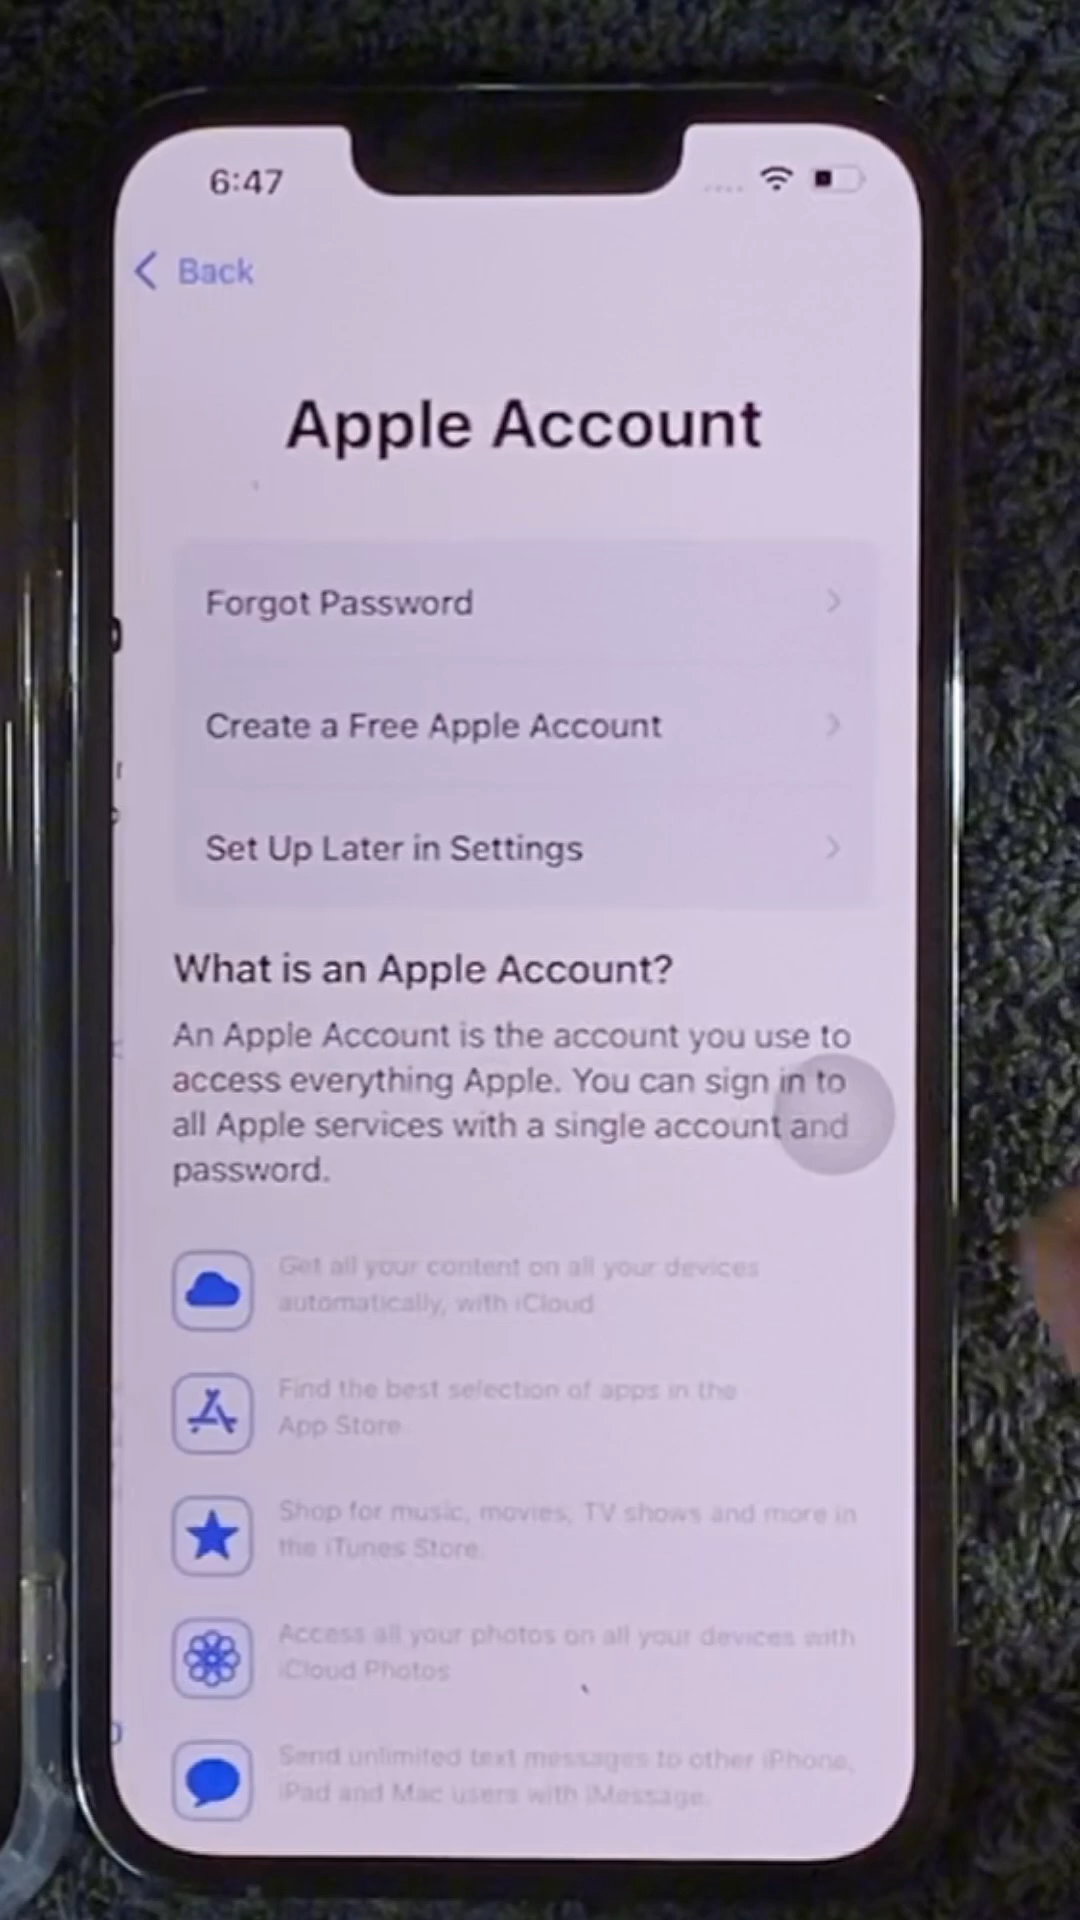 6:47
Back
Apple Account
Forgot Password
Create a Free Apple Account
Set Up Later in Settings
What is an Apple Account?
An Apple Account is the account you use to
access everything Apple. You can sign in to
all Apple services with a single account and
password.
Get all your content on all your devices
automatically, with iCloud
Find the best selection of apps in the
App Store
Shop for music, movies, TV shows and more in
the iTunes Store.
Access all your photos on all your devices with
iCloud Photos
Send unlimited text messages to other iPhone,
iPad and Mac users with iMessage.